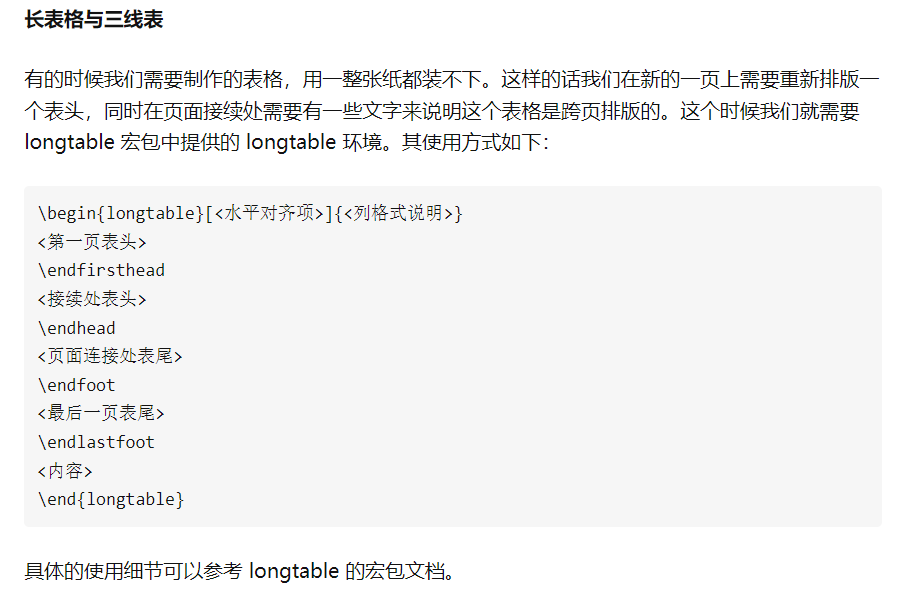 长表格与三线表
有的时候我们需要制作的表格，用一整张纸都装不下。这样的话我们在新的一页上需要重新排版一
个表头，同时在页面接续处需要有一些文字来说明这个表格是跨页排版的。这个时候我们就需要
longtable 宏包中提供的 longtable 环境。其使用方式如下：
\begin{longtable}[<水平对齐项>]{<列格式说明>}
<第一页表头>
\endfirsthead
<接续处表头>
\endhead
<页面连接处表尾>
\endfoot
<最后一页表尾>
\endlastfoot
<内容>
\end{longtable}
具体的使用细节可以参考 longtable 的宏包文档。